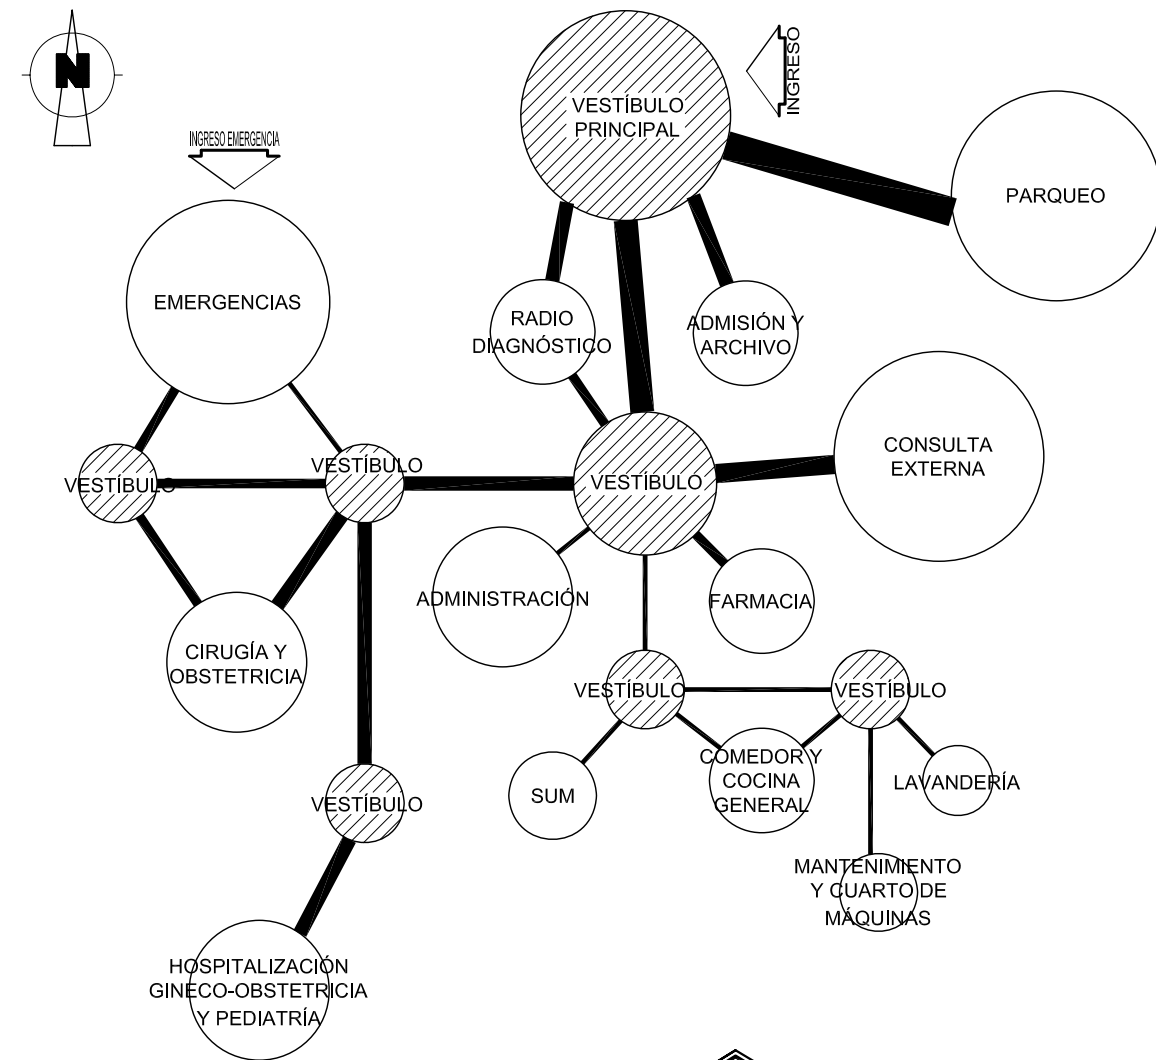 N
INGRESO EMERGENCIA
VESTÍBULO
PRINCIPAL
INGRESO
PARQUEO
EMERGENCIAS
RADIO
DIAGNÓSTICO
ADMISIÓN Y
ARCHIVO
VESTÍBULO
VESTÍBULO
VESTÍBULO
CONSULTA
EXTERNA
ADMINISTRACIÓN
FARMACIA
CIRUGÍA Y
OBSTETRICIA
VESTÍBULO
VESTÍBULO
VESTÍBULO
SUM
COMEDOR Y
COCINA
GENERAL
LAVANDERÍA
MANTENIMIENTO
Y CUARTO DE
MÁQUINAS
HOSPITALIZACIÓN
GINECO-OBSTETRICIA
Y PEDIATRÍA